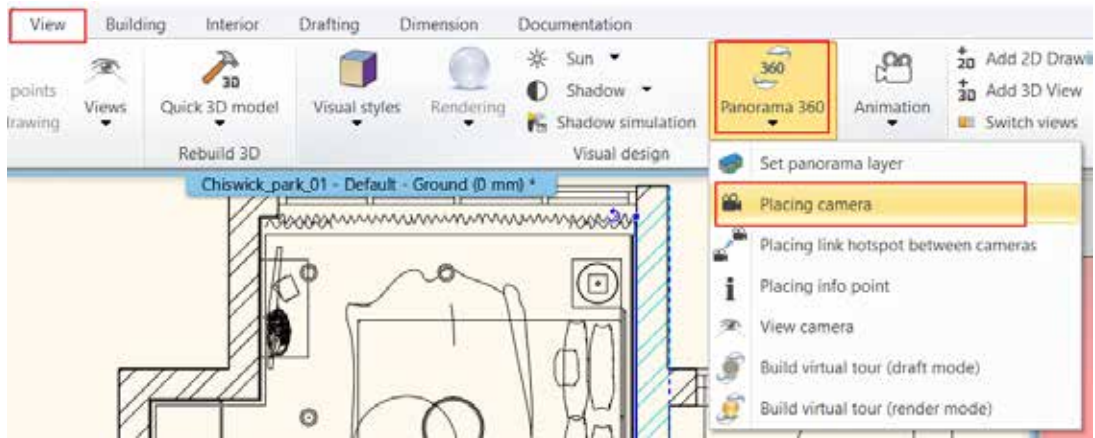 View Building Interior Drafting Dimension Documentation
points
drawing
Views
Quick 3D model
Rebuild 3D
Visual styles
Rendering
Sun
Shadow
Shadow simulation
Visual design
360
Panorama 360
Animation
Add 2D
Add 3D View
Switch views
Chiswick_park_01 - Default - Ground (0 mm) *
Set panorama layer
Placing camera
Placing link hotspot between cameras
Placing info point
View camera
Build virtual tour (draft mode)
Build virtual tour (render mode)